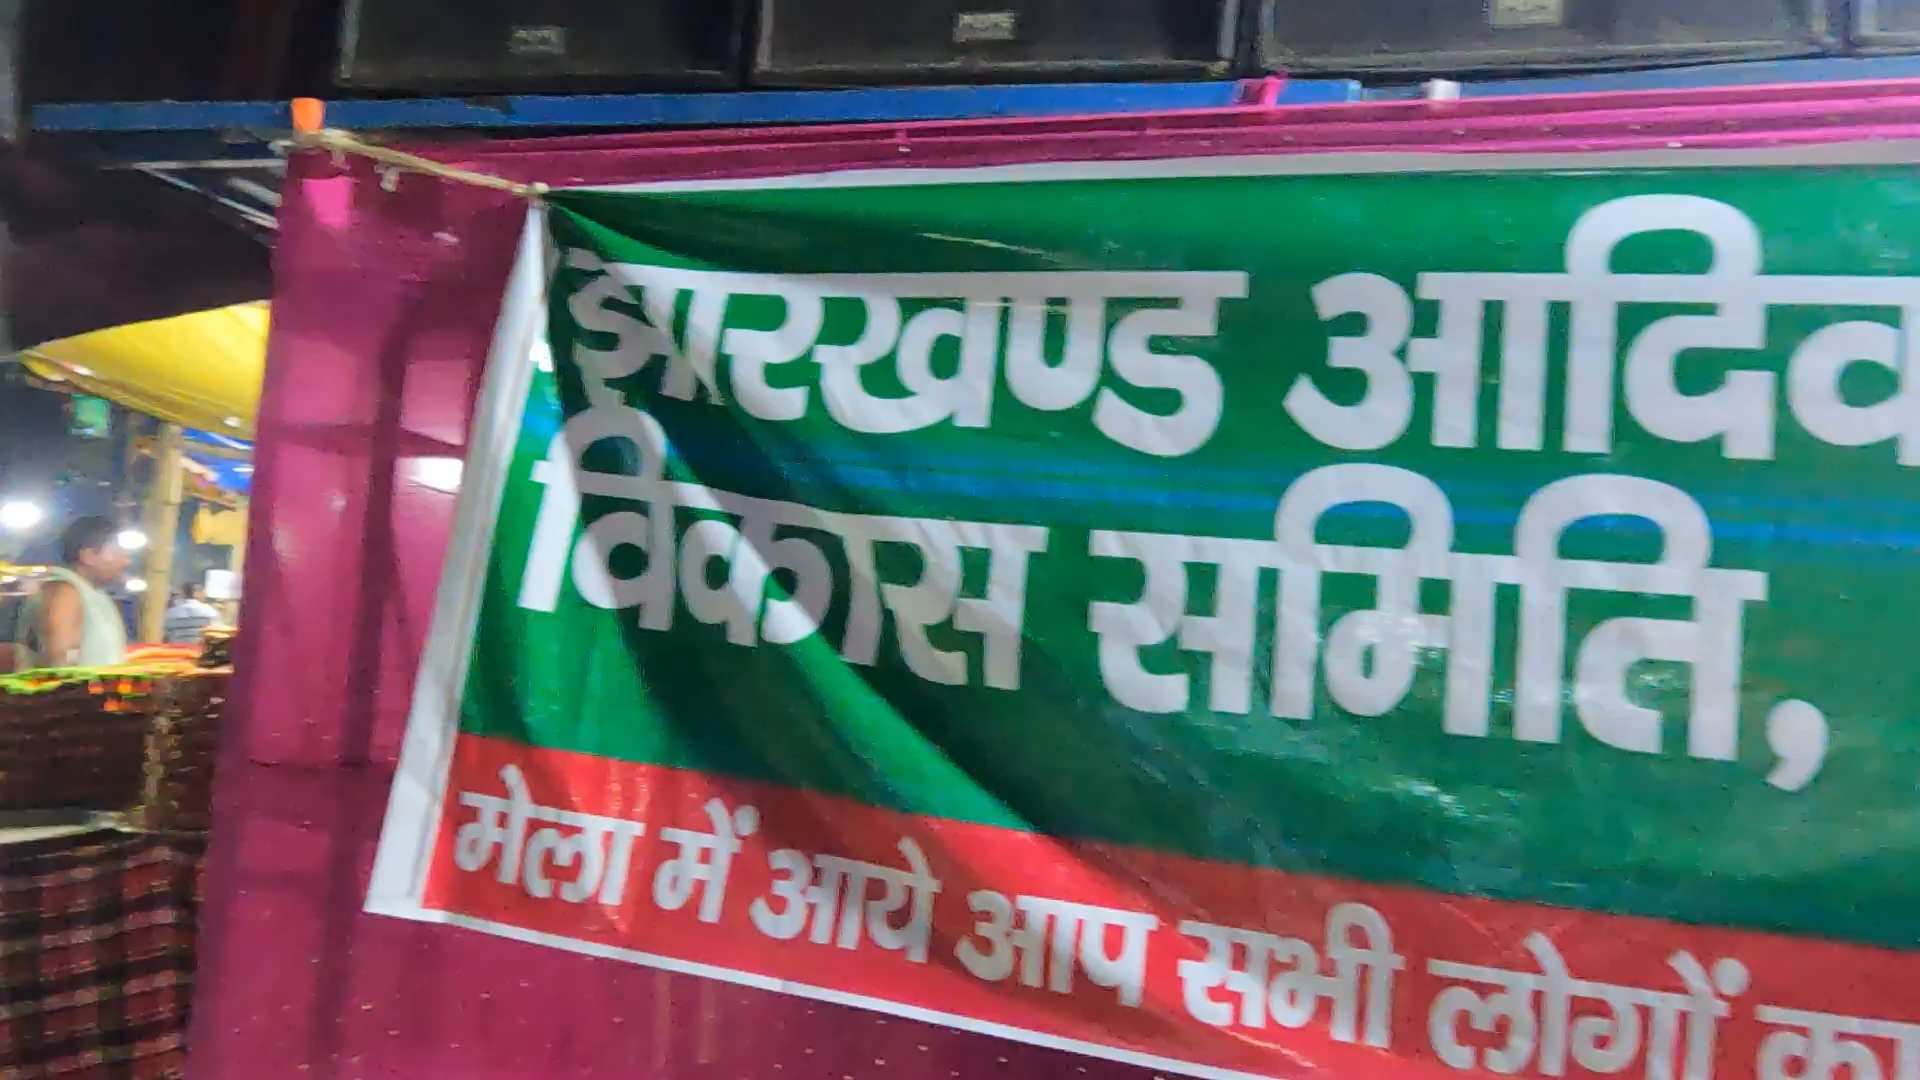 झारखण्ड आदिव
विकास समिति,
मेला में आये आप सभी लोगों का